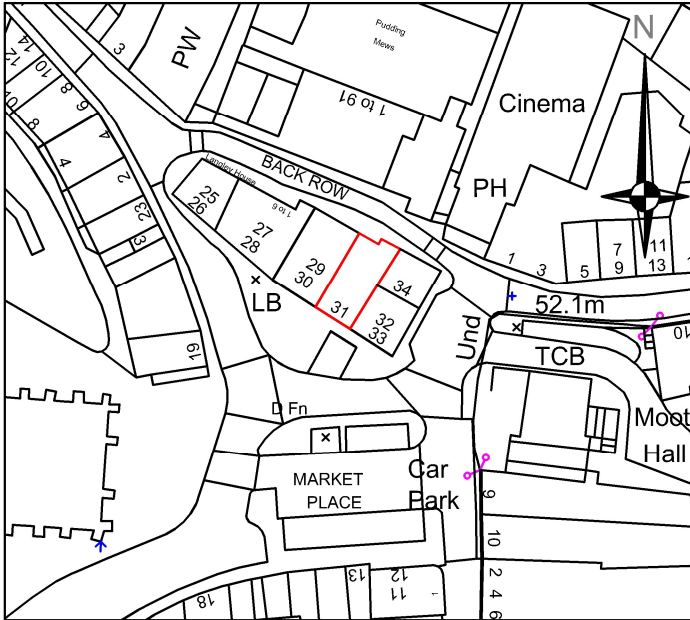 N
Pudding
Mews
3
PW
14
12
10
8
6
4
10
8
4
2
23
13
19
1 to 91
Cinema
PH
BACK ROW
Langley House
25
26
1 to 6
27
28
29
30
31
34
32
33
LB
1
3
5
7
9
11
13
52.1m
Und
TCB
10
Moot
Hall
D Fn
MARKET
PLACE
Car
Park
9
10
2
4
6
18
13
12
11